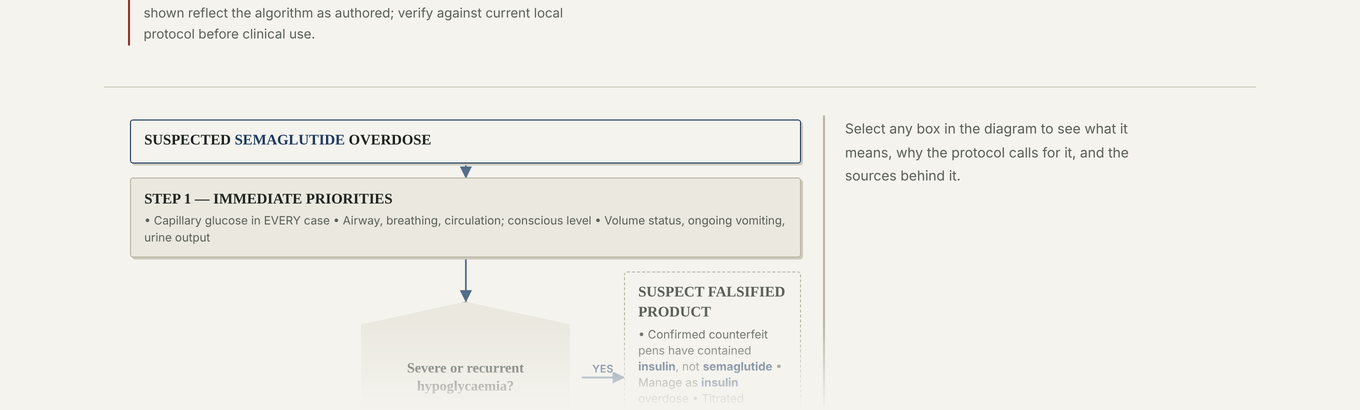 shown reflect the algorithm as authored; verify against current local
protocol before clinical use.
SUSPECTED SEMAGLUTIDE OVERDOSE
STEP 1 — IMMEDIATE PRIORITIES
• Capillary glucose in EVERY case • Airway, breathing, circulation; conscious level • Volume status, ongoing vomiting,
urine output
Severe or recurrent
hypoglycaemia?
YES
SUSPECT FALSIFIED
PRODUCT
• Confirmed counterfeit
pens have contained
insulin, not semaglutide •
Manage as insulin
overdose • Titrated
Select any box in the diagram to see what it
means, why the protocol calls for it, and the
sources behind it.